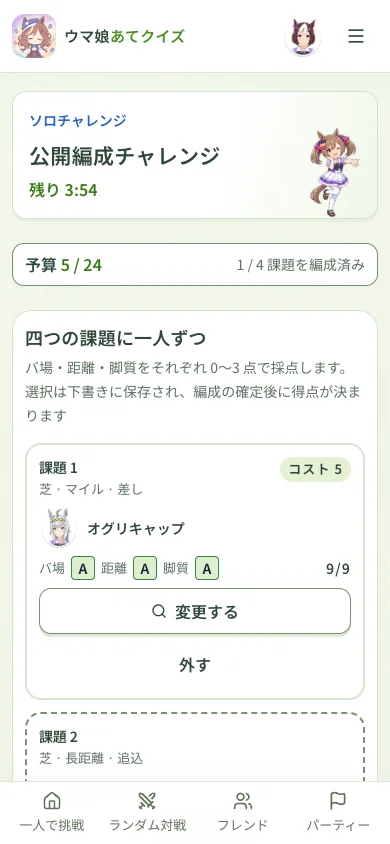 ウマ娘あてクイズ
ソロチャレンジ
公開編成チャレンジ
残り 3:54
予算 5 / 24
1 / 4 課題を編成済み
四つの課題に一人ずつ
バ場・距離・脚質をそれぞれ 0〜3 点で採点します。
選択は下書きに保存され、編成の確定後に得点が決ま
ります
課題 1
コスト 5
芝 · マイル · 差し
オグリキャップ
バ場 A 距離 A 脚質 A 9/9
変更する
外す
課題 2
芝 · 長距離 · 追込
一人で挑戦 ランダム対戦 フレンド パーティー